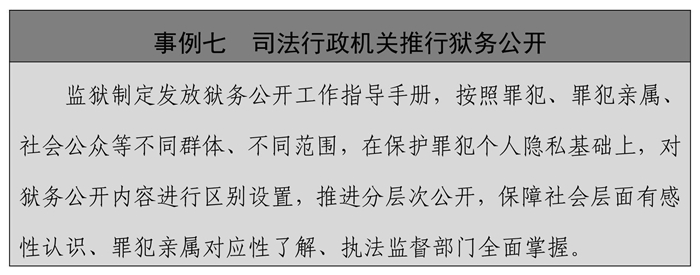 事例七　司法行政机关推行狱务公开
监狱制定发放狱务公开工作指导手册，按照罪犯、罪犯亲属、
社会公众等不同群体、不同范围，在保护罪犯个人隐私基础上，对
狱务公开内容进行区别设置，推进分层次公开，保障社会层面有感
性认识、罪犯亲属对应性了解、执法监督部门全面掌握。